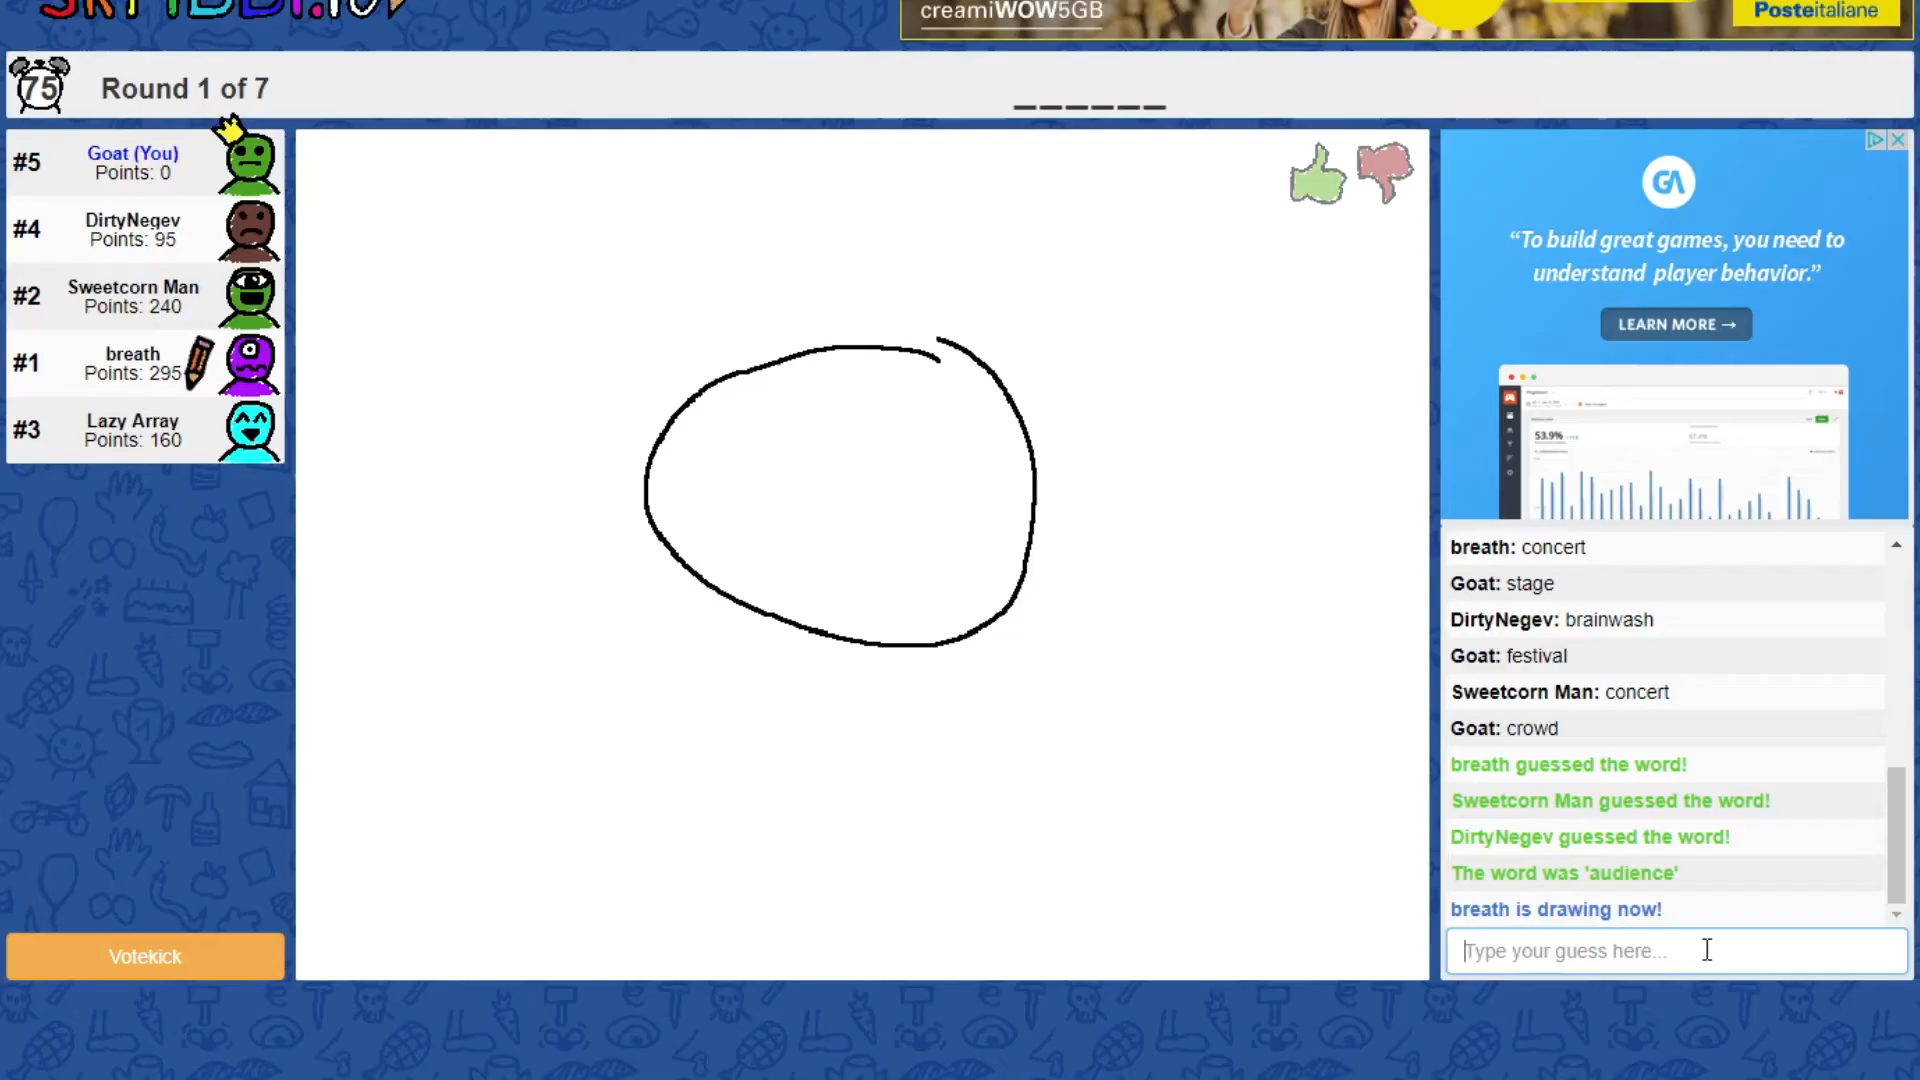 skribbl.io
creamiWOW5GB
Posteitaliane
75
Round 1 of 7
______
#5
Goat (You)
Points: 0
#4
DirtyNegev
Points: 95
#2
Sweetcorn Man
Points: 240
#1
breath
Points: 295
#3
Lazy Array
Points: 160
Votekick
GA
“To build great games, you need to
understand player behavior.”
LEARN MORE →
53.9%
breath: concert
Goat: stage
DirtyNegev: brainwash
Goat: festival
Sweetcorn Man: concert
Goat: crowd
breath guessed the word!
Sweetcorn Man guessed the word!
DirtyNegev guessed the word!
The word was 'audience'
breath is drawing now!
Type your guess here...